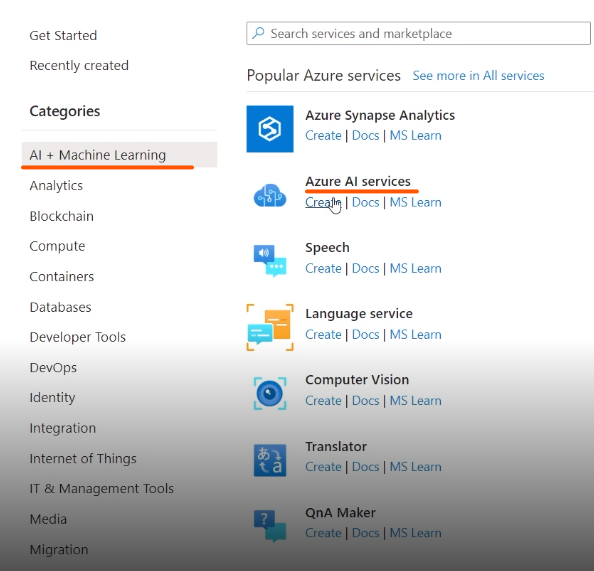 Get Started
Recently created
Categories
AI + Machine Learning
Analytics
Blockchain
Compute
Containers
Databases
Developer Tools
DevOps
Identity
Integration
Internet of Things
IT & Management Tools
Media
Migration
Search services and marketplace
Popular Azure services See more in All services
Azure Synapse Analytics
Create | Docs | MS Learn
Azure AI services
Create | Docs | MS Learn
Speech
Create | Docs | MS Learn
Language service
Create | Docs | MS Learn
Computer Vision
Create | Docs | MS Learn
Translator
Create | Docs | MS Learn
QnA Maker
Create | Docs | MS Learn